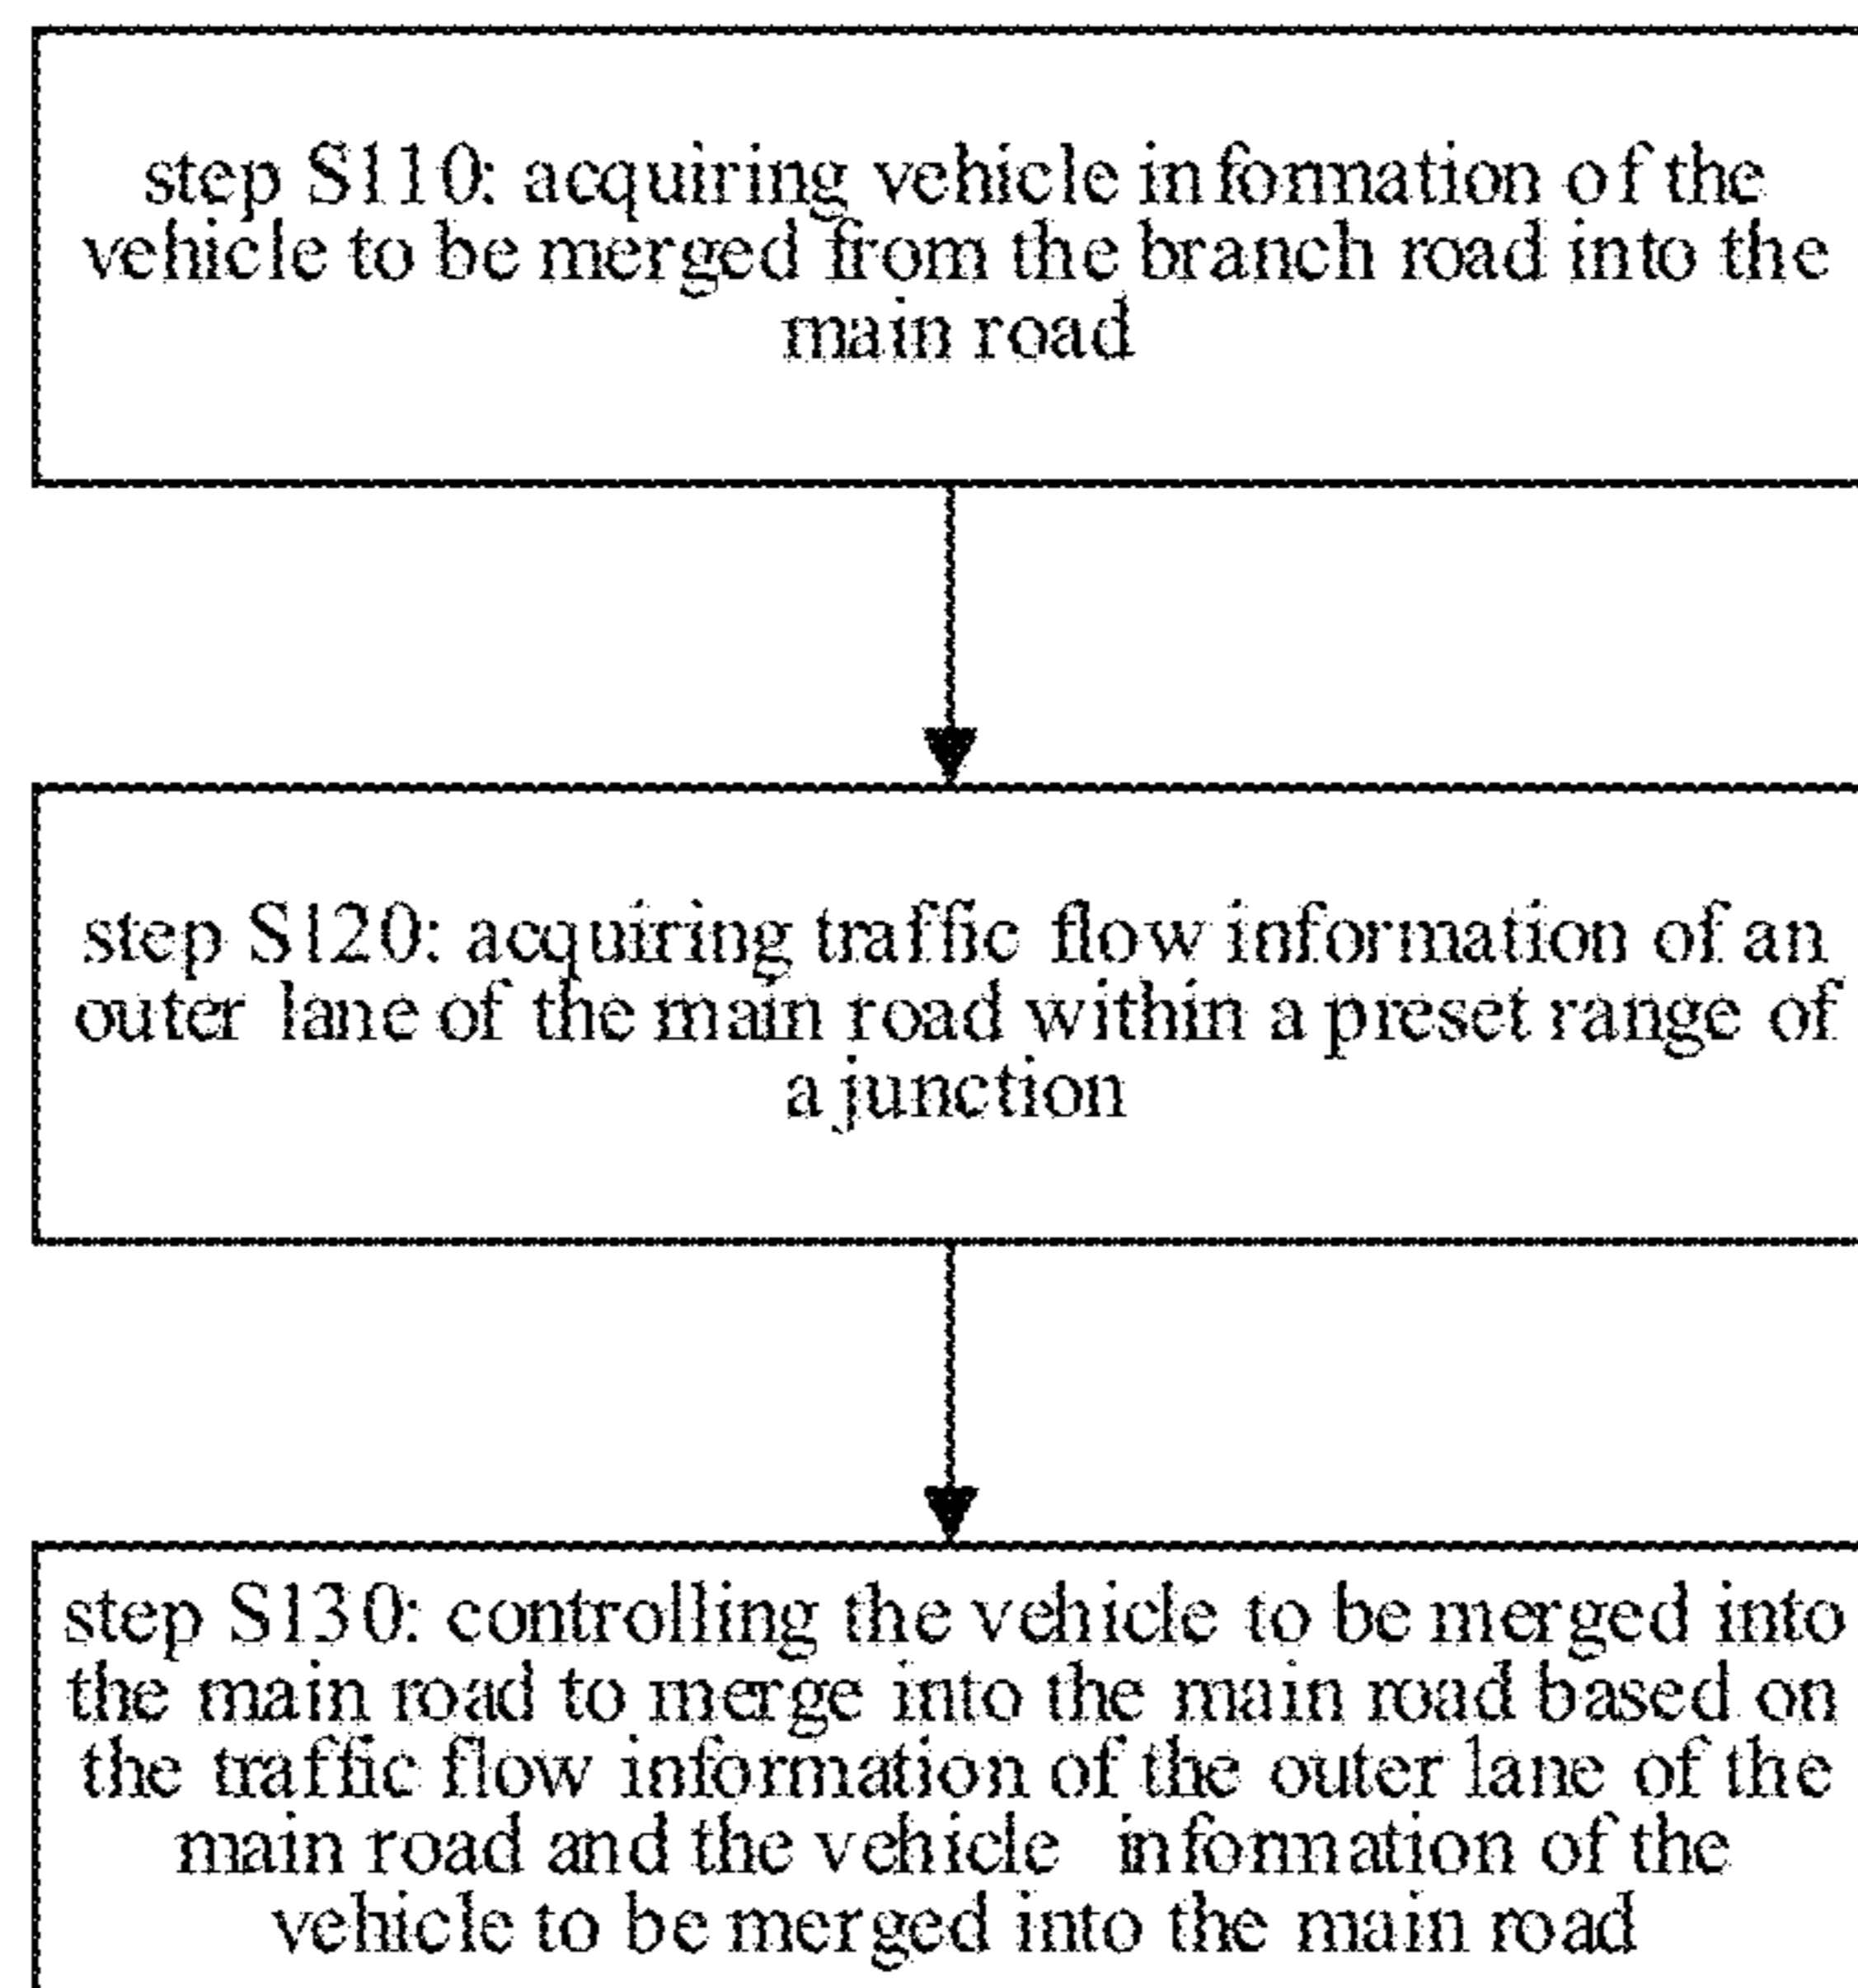 step S110: acquiring vehicle information of the
vehicle to be merged from the branch road into the
main road
step S120: acquiring traffic flow information of an
outer lane of the main road within a preset range of
a junction
step S130: controlling the vehicle to be merged into
the main road to merge into the main road based on
the traffic flow information of the outer lane of the
main road and the vehicle information of the
vehicle to be merged into the main road